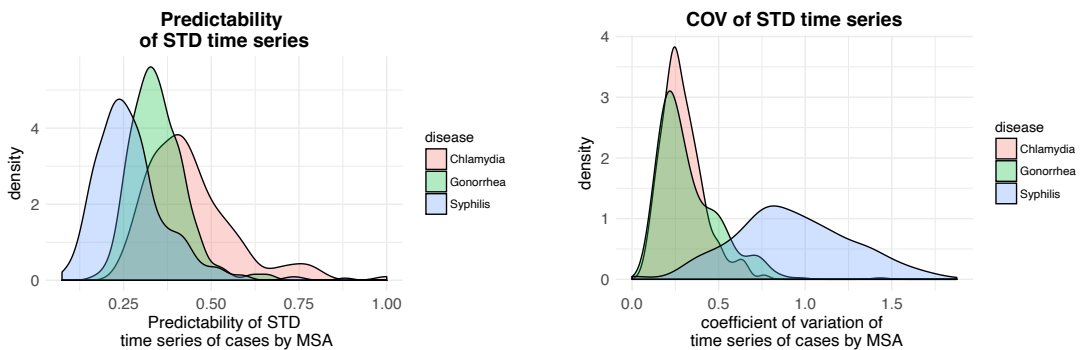 Predictability
of STD time series
density
4
2
0
0.25
0.50
0.75
1.00
Predictability of STD
time series of cases by MSA
disease
Chlamydia
Gonorrhea
Syphilis
COV of STD time series
density
4
3
2
1
0
0.0
0.5
1.0
1.5
coefficient of variation of
time series of cases by MSA
disease
Chlamydia
Gonorrhea
Syphilis